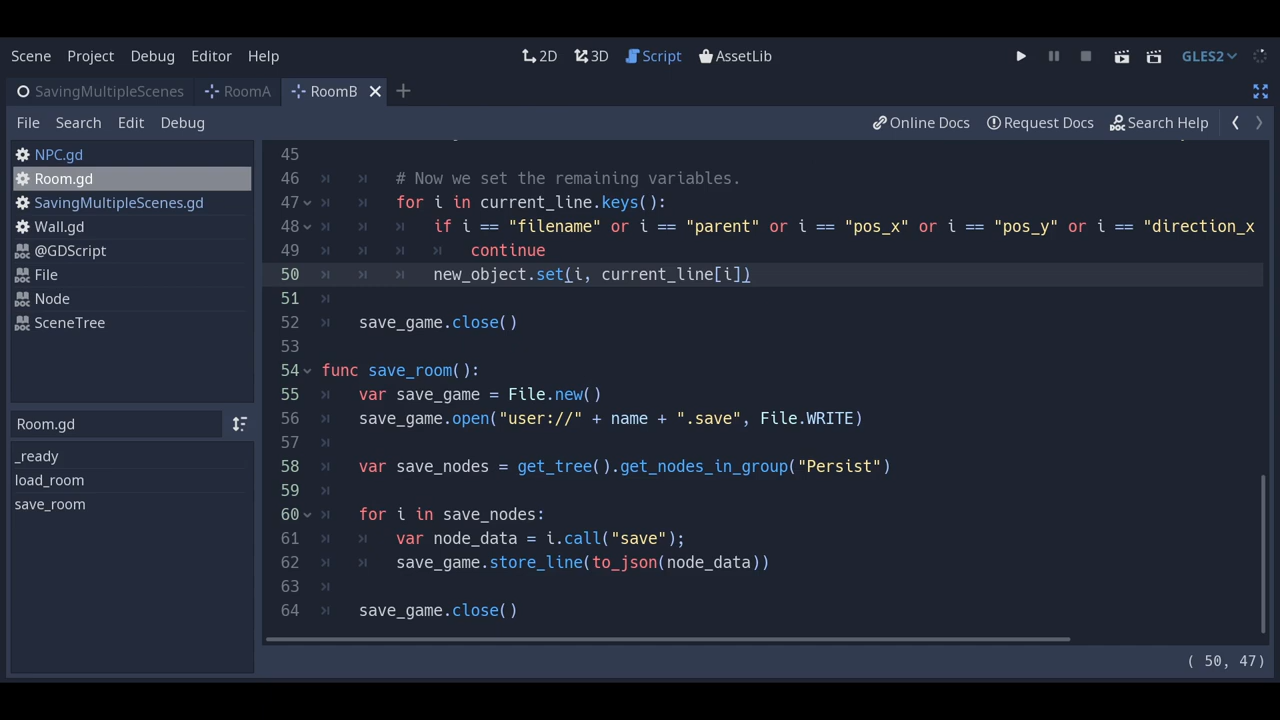 Scene Project Debug Editor Help 2D 3D Script AssetLib GLES2
SavingMultipleScenes RoomA RoomB
File Search Edit Debug Online Docs Request Docs Search Help
NPC.gd
Room.gd
SavingMultipleScenes.gd
Wall.gd
@GDScript
File
Node
SceneTree
Room.gd
_ready
load_room
save_room
45
46 # Now we set the remaining variables.
47 for i in current_line.keys():
48 if i == "filename" or i == "parent" or i == "pos_x" or i == "pos_y" or i == "direction_x
49 continue
50 new_object.set(i, current_line[i])
51
52 save_game.close()
53
54 func save_room():
55 var save_game = File.new()
56 save_game.open("user://" + name + ".save", File.WRITE)
57
58 var save_nodes = get_tree().get_nodes_in_group("Persist")
59
60 for i in save_nodes:
61 var node_data = i.call("save");
62 save_game.store_line(to_json(node_data))
63
64 save_game.close()
( 50, 47)